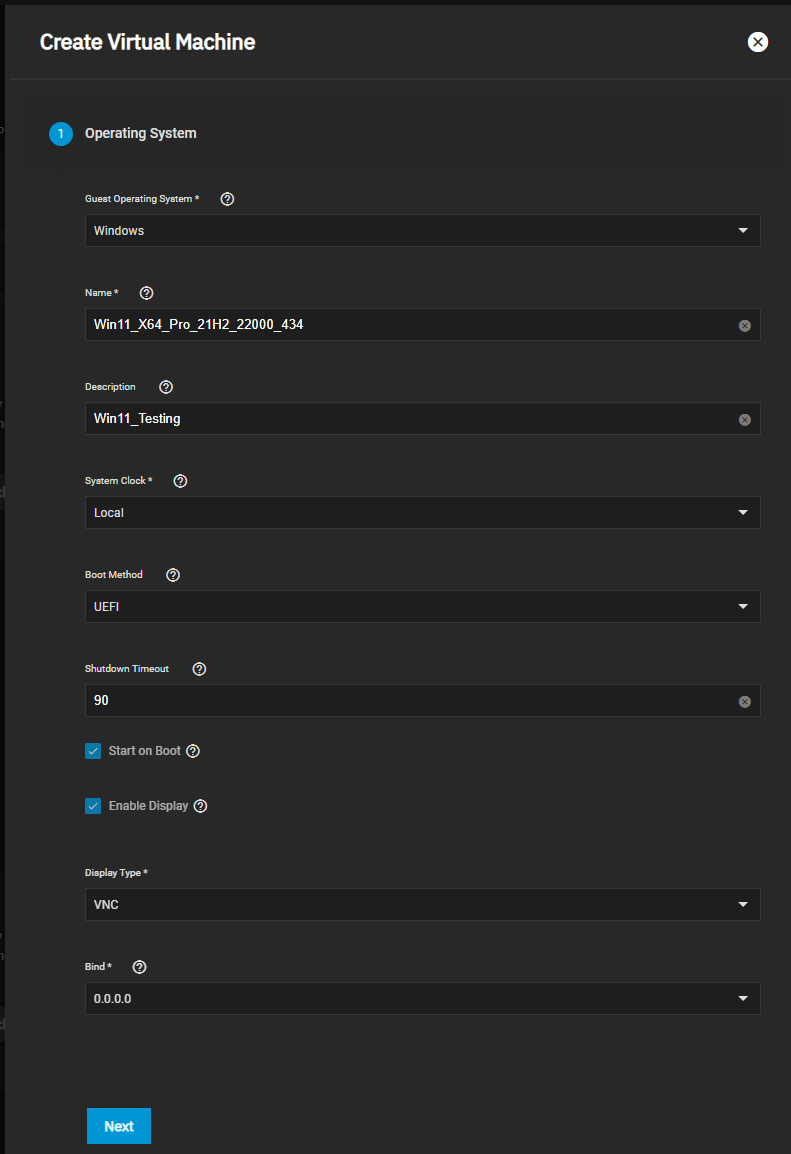 Create Virtual Machine
1 Operating System
Guest Operating System *
Windows
Name *
Win11_X64_Pro_21H2_22000_434
Description
Win11_Testing
System Clock *
Local
Boot Method
UEFI
Shutdown Timeout
90
Start on Boot
Enable Display
Display Type *
VNC
Bind *
0.0.0.0
Next